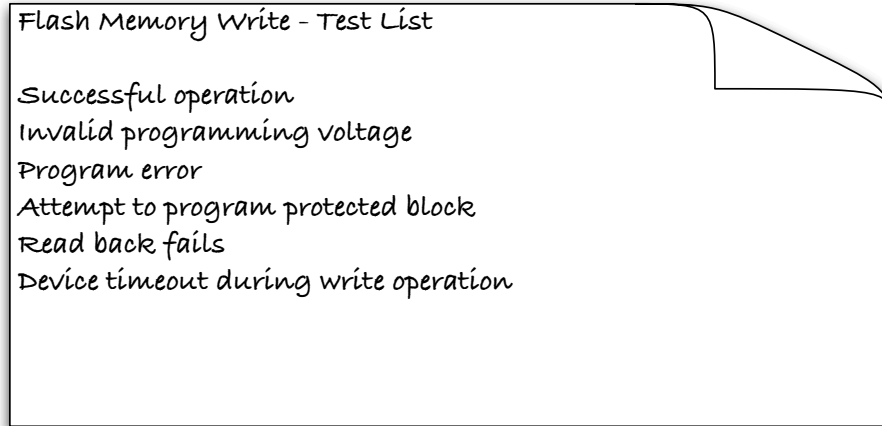 Flash Memory Write - Test List
Successful operation
Invalid programming voltage
Program error
Attempt to program protected block
Read back fails
Device timeout during write operation